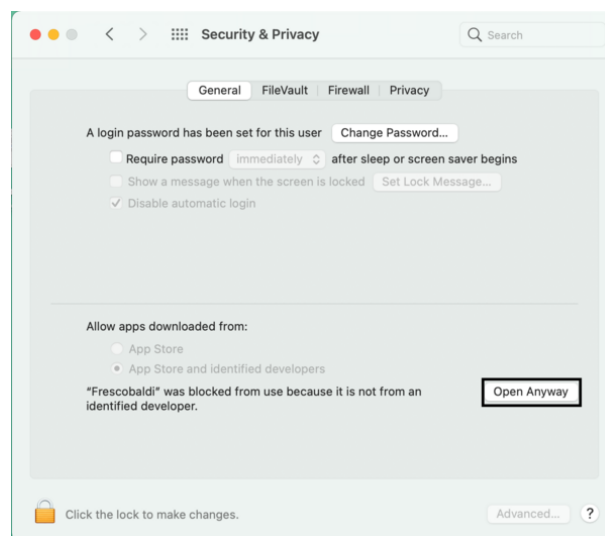 Security & Privacy
Search
General FileVault Firewall Privacy
A login password has been set for this user Change Password...
Require password immediately after sleep or screen saver begins
Show a message when the screen is locked Set Lock Message...
Disable automatic login
Allow apps downloaded from:
App Store
App Store and identified developers
“Frescobaldi” was blocked from use because it is not from an Open Anyway
identified developer.
Click the lock to make changes.
Advanced... ?